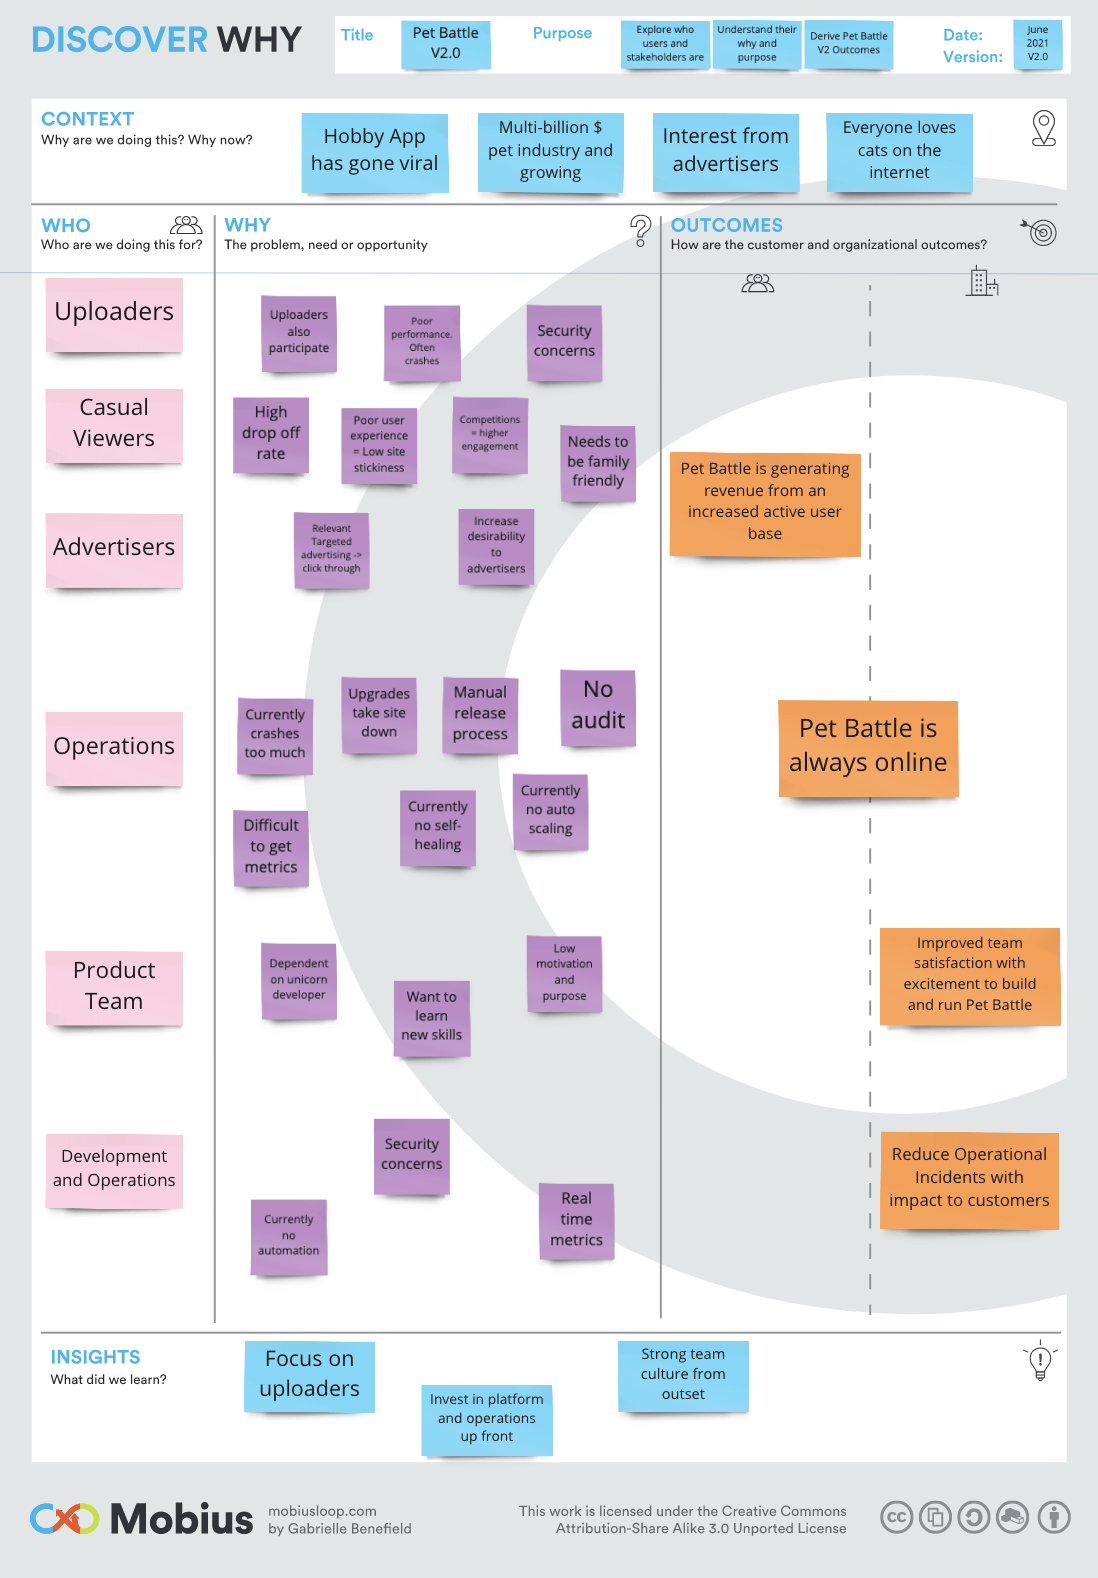 DISCOVER WHY
Title
Pet Battle
V2.0
Purpose
Explore who
users and
stakeholders are
Understand their
why and
purpose
Derive Pet Battle
V2 Outcomes
Date:
Version:
June
2021
V2.0
CONTEXT
Why are we doing this? Why now?
Hobby App
has gone viral
Multi-billion $
pet industry and
growing
Interest from
advertisers
Everyone loves
cats on the
internet
WHO
Who are we doing this for?
WHY
The problem, need or opportunity
?
OUTCOMES
How are the customer and organizational outcomes?
Uploaders
Uploaders
also
participate
Poor
performance.
Often
crashes
Security
concerns
Casual
Viewers
High
drop off
rate
Poor user
experience
= Low site
stickiness
Competitions
= higher
engagement
Needs to
be family
friendly
Pet Battle is generating
revenue from an
increased active user
base
Advertisers
Relevant
Targeted
advertising ->
click through
Increase
desirability
to
advertisers
Operations
Currently
crashes
too much
Upgrades
take site
down
Manual
release
process
No
audit
Pet Battle is
always online
Difficult
to get
metrics
Currently
no self-
healing
Currently
no auto
scaling
Product
Team
Dependent
on unicorn
developer
Want to
learn
new skills
Low
motivation
and
purpose
Improved team
satisfaction with
excitement to build
and run Pet Battle
Development
and Operations
Security
concerns
Currently
no
automation
Real
time
metrics
Reduce Operational
Incidents with
impact to customers
INSIGHTS
What did we learn?
Focus on
uploaders
Invest in platform
and operations
up front
Strong team
culture from
outset
!
Mobius
mobiusloop.com
by Gabrielle Benefield
This work is licensed under the Creative Commons
Attribution-Share Alike 3.0 Unported License
cc